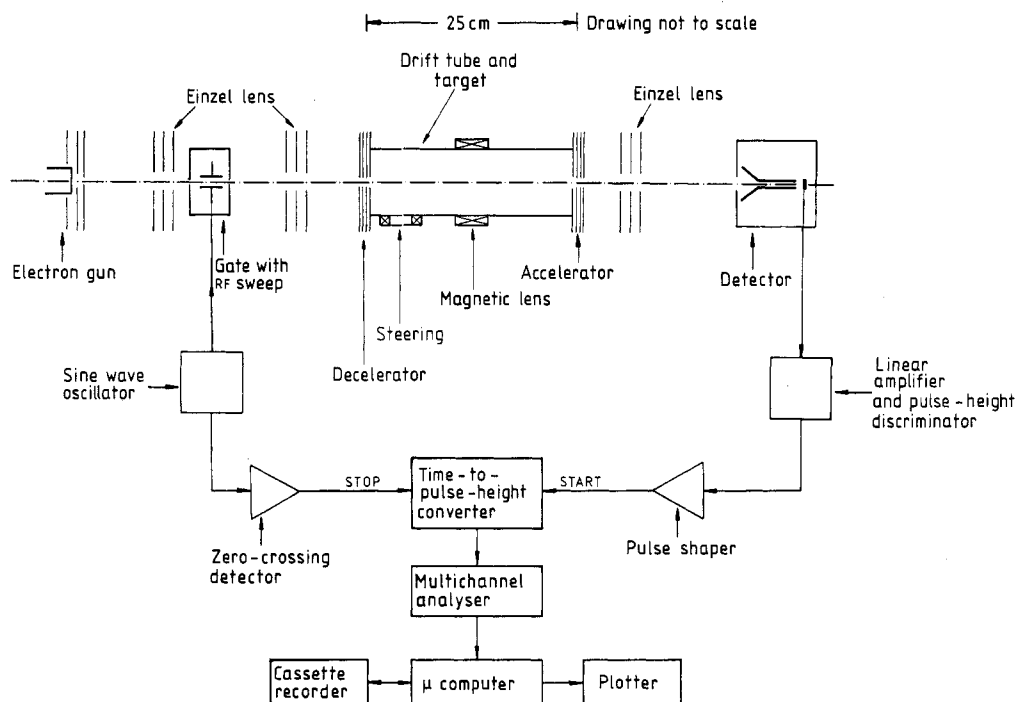 25 cm
Drawing not to scale
Drift tube and
target
Einzel lens
Einzel lens
Electron gun
Gate with
RF sweep
Accelerator
Detector
Magnetic lens
Steering
Decelerator
Sine wave
oscillator
Linear
amplifier
and pulse-height
discriminator
STOP
Time-to-
pulse-height
converter
START
Zero-crossing
detector
Pulse shaper
Multichannel
analyser
Cassette
recorder
μ computer
Plotter